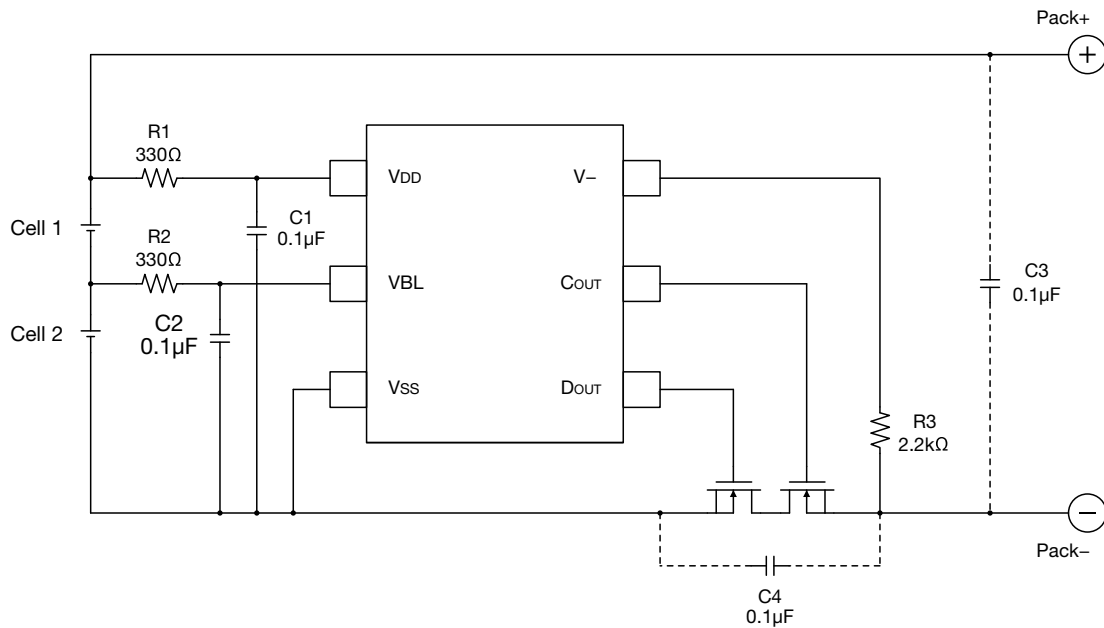 Pack+
R1
330Ω
VDD
V−
Cell 1
C1
0.1µF
R2
330Ω
VBL
COUT
C3
0.1µF
Cell 2
C2
0.1µF
VSS
DOUT
R3
2.2kΩ
Pack−
C4
0.1µF